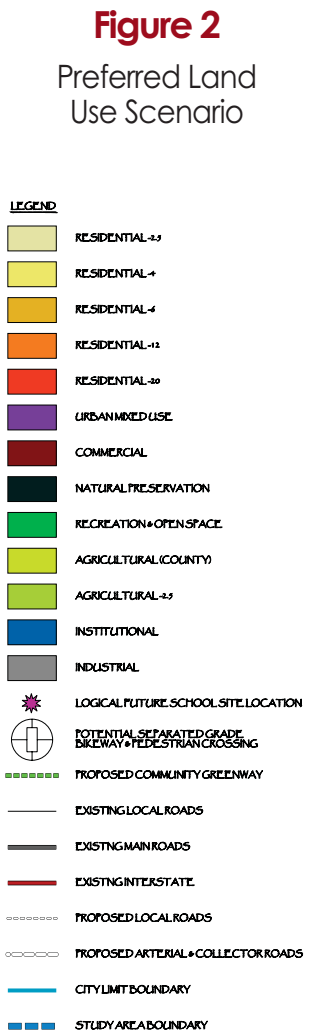 Figure 2
Preferred Land
Use Scenario
LEGEND
RESIDENTIAL-2.5
RESIDENTIAL-4
RESIDENTIAL-6
RESIDENTIAL-12
RESIDENTIAL-20
URBAN MIXED USE
COMMERCIAL
NATURAL PRESERVATION
RECREATION & OPEN SPACE
AGRICULTURAL (COUNTY)
AGRICULTURAL-2.5
INSTITUTIONAL
INDUSTRIAL
LOGICAL FUTURE SCHOOL SITE LOCATION
POTENTIAL SEPARATED GRADE
BIKEWAY & PEDESTRIAN CROSSING
PROPOSED COMMUNITY GREENWAY
EXISTING LOCAL ROADS
EXISTNG MAIN ROADS
EXISTNG INTERSTATE
PROPOSED LOCAL ROADS
PROPOSED ARTERIAL & COLLECTOR ROADS
CITY LIMIT BOUNDARY
STUDY AREA BOUNDARY